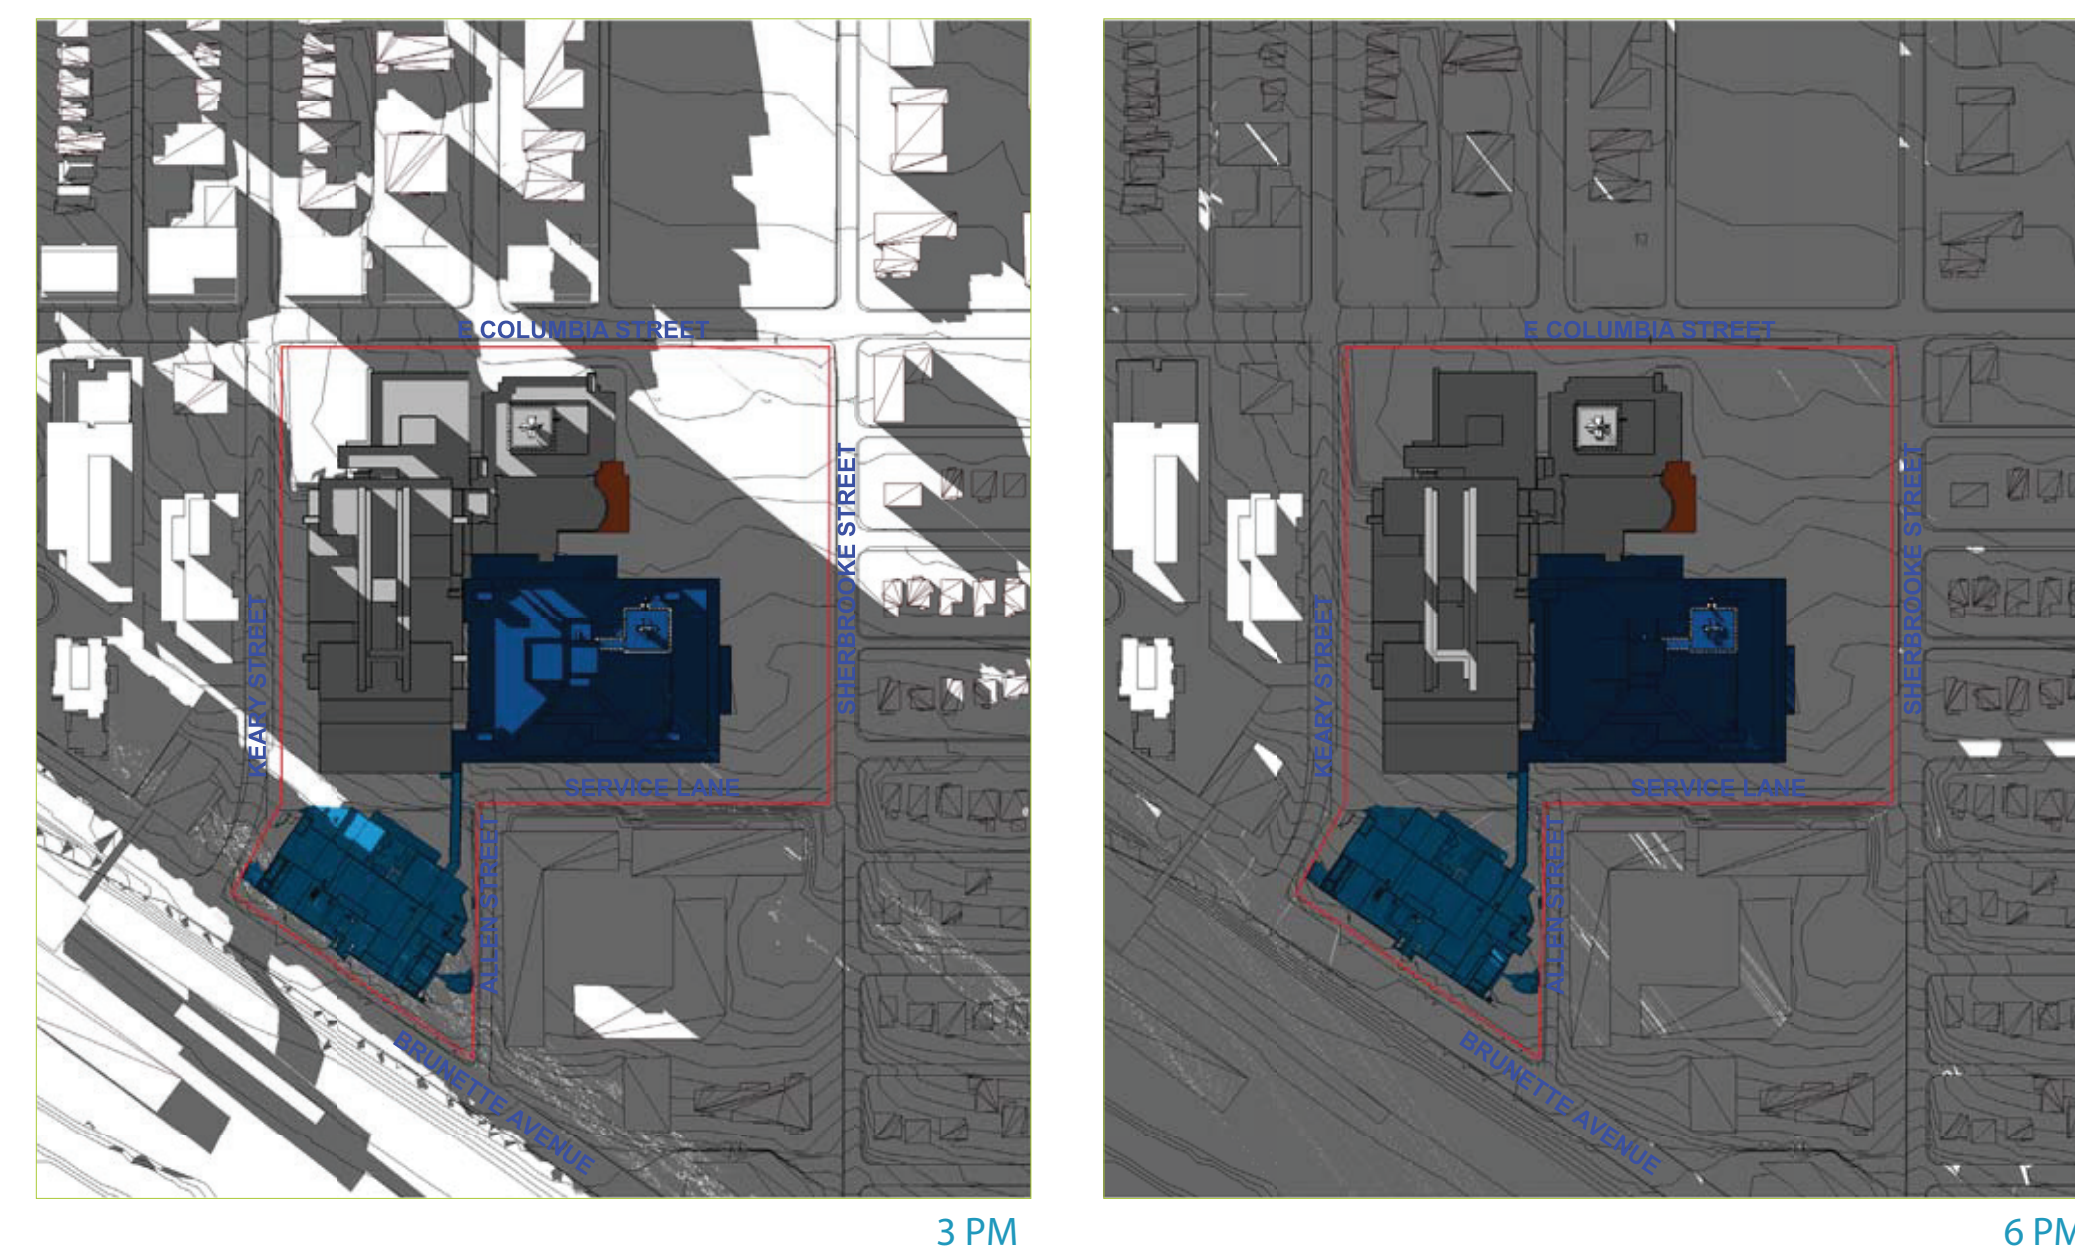 E COLUMBIA STREET
SHERBROOKE STREET
KEARY STREET
SERVICE LANE
ALLEN STREET
BRUNETTE AVENUE
3 PM
E COLUMBIA STREET
SHERBROOKE STREET
KEARY STREET
SERVICE LANE
ALLEN STREET
BRUNETTE AVENUE
6 PM